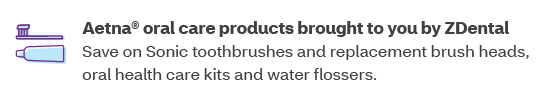 Aetna® oral care products brought to you by ZDental
Save on Sonic toothbrushes and replacement brush heads,
oral health care kits and water flossers.